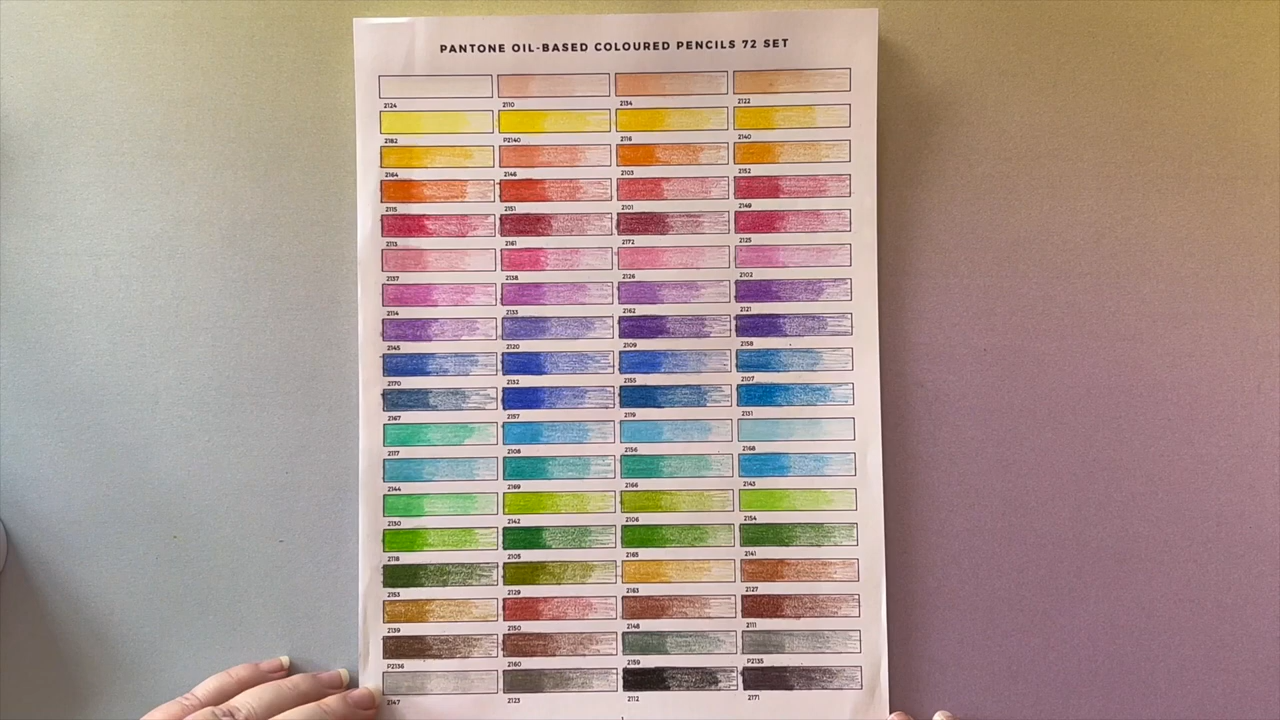 PANTONE OIL-BASED COLOURED PENCILS 72 SET
2124 2110 2134 2122
2182 P2140 2116 2140
2164 2146 2103 2152
2115 2151 2101 2149
2113 2161 2172 2125
2137 2138 2126 2102
2114 2133 2162 2121
2145 2120 2109 2158
2170 2132 2155 2107
2167 2157 2119 2131
2117 2108 2156 2168
2144 2169 2166 2143
2130 2142 2106 2154
2118 2105 2165 2141
2153 2129 2163 2127
2139 2150 2148 2111
P2136 2160 2159 P2135
2147 2123 2112 2171